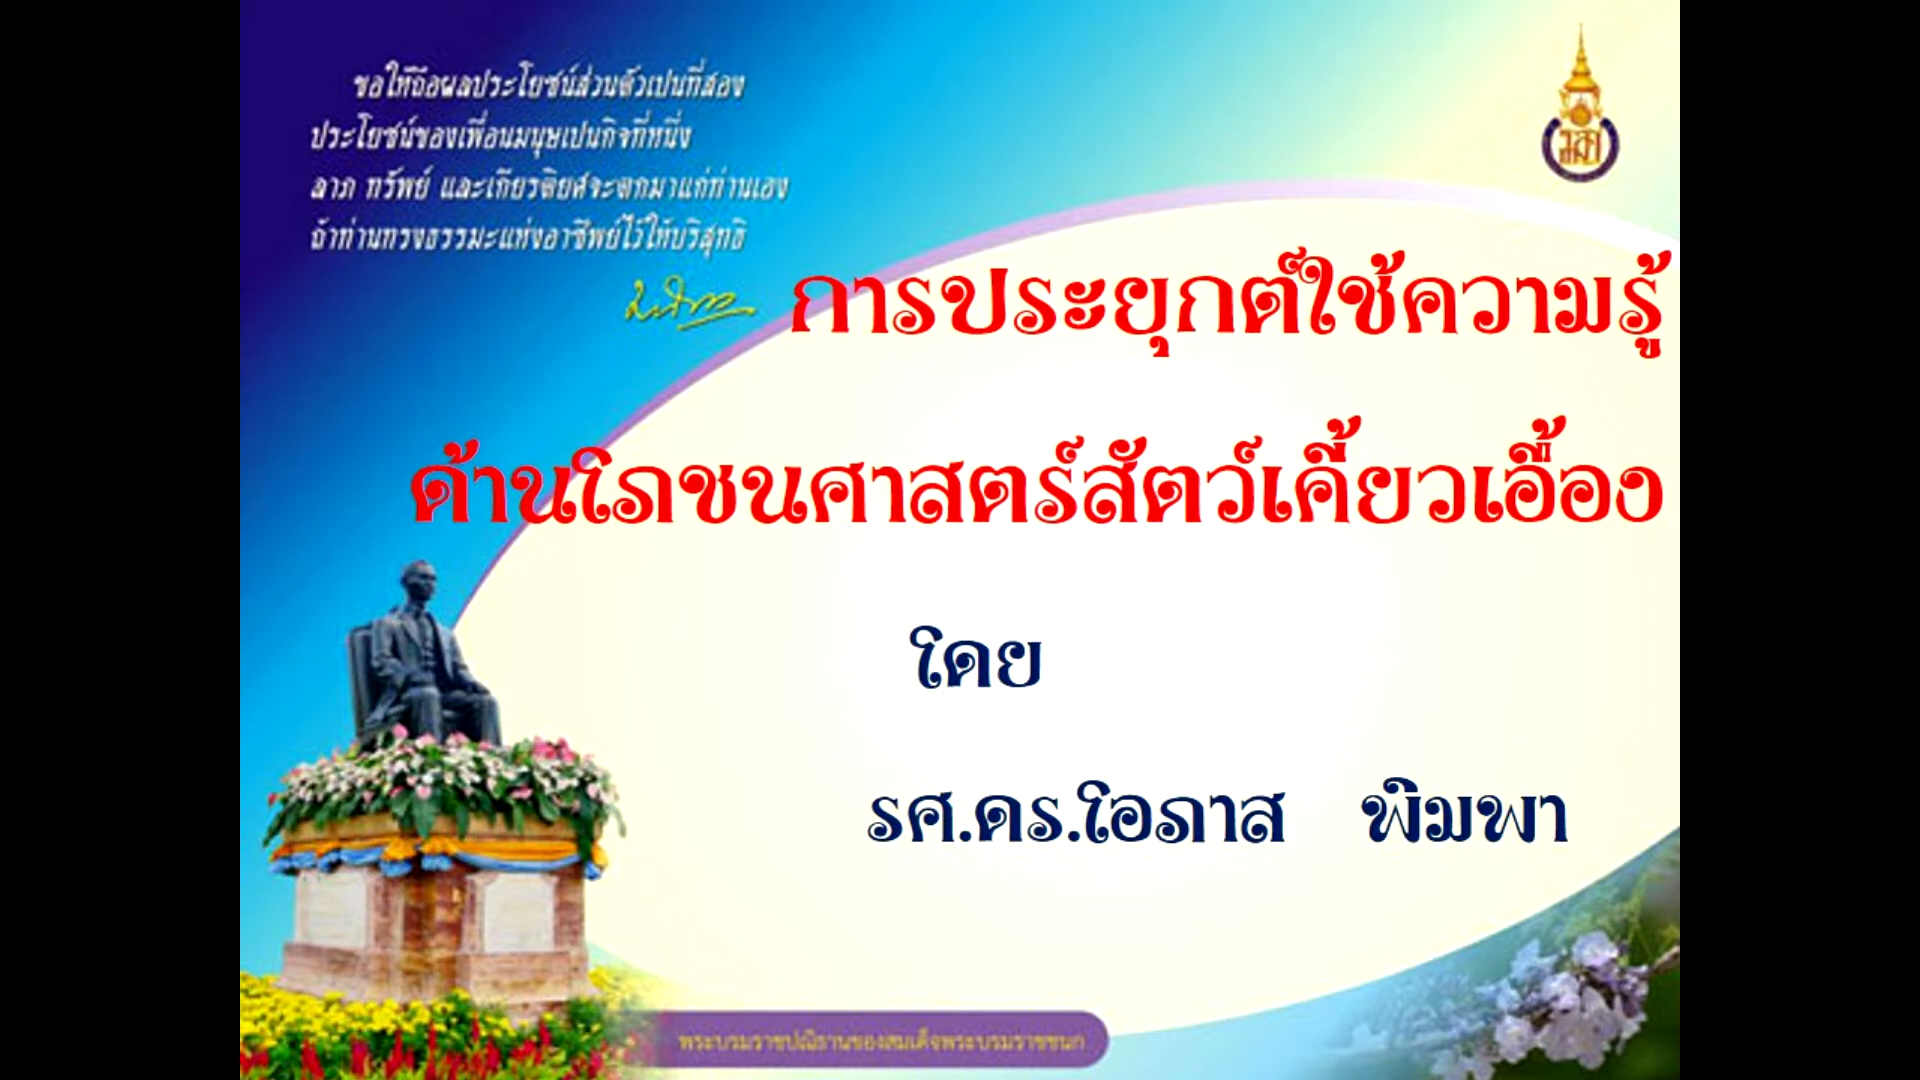 ขอให้ถือผลประโยชน์ส่วนตัวเปนที่สอง
ประโยชน์ของเพื่อนมนุษเปนกิจที่หนึ่ง
ลาภ ทรัพย์ และเกียรติยศจะตกมาแก่ท่านเอง
ถ้าท่านทรงธรรมะแห่งอาชีพย์ไว้ให้บริสุทธิ
การประยุกต์ใช้ความรู้
ด้านโภชนศาสตร์สัตว์เคี้ยวเอื้อง
โดย
รศ.ดร.โอภาส พิมพา
พระบรมราชปณิธานของสมเด็จพระบรมราชชนก